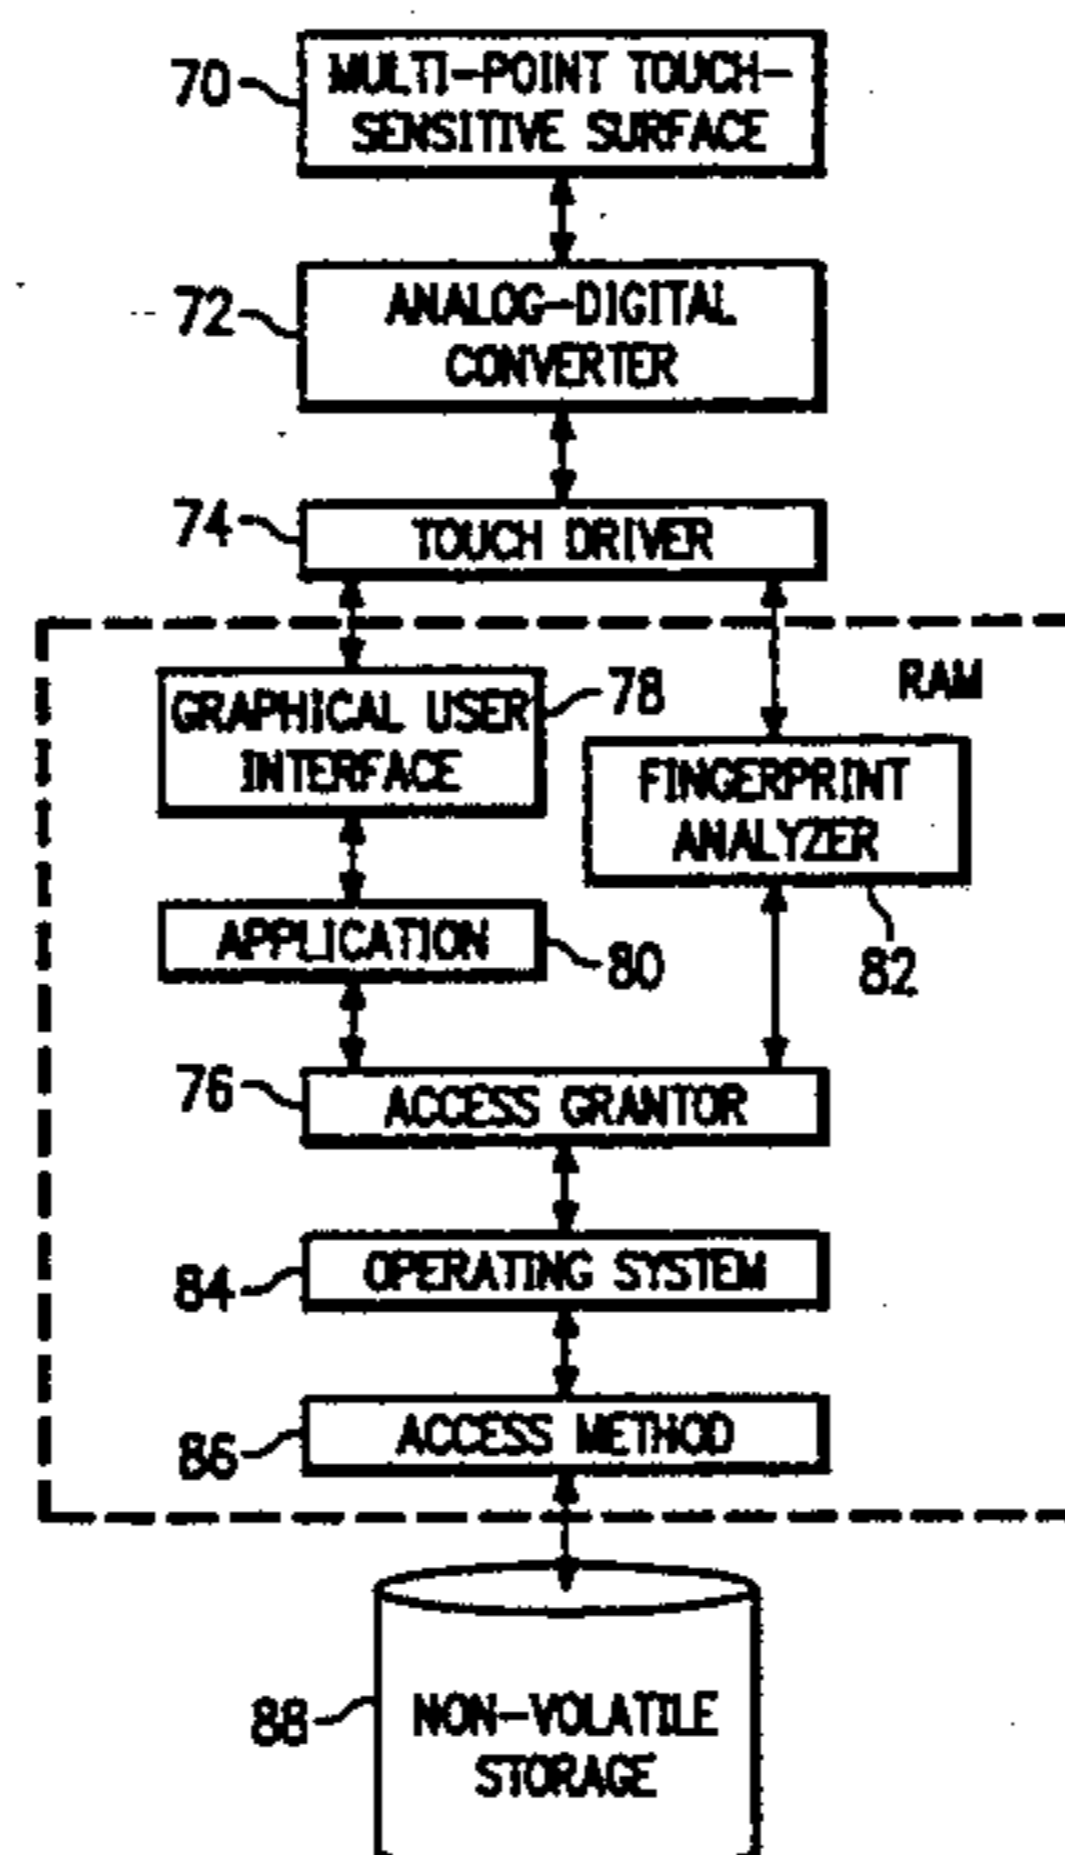 70
MULTI-POINT TOUCH-
SENSITIVE SURFACE
72
ANALOG-DIGITAL
CONVERTER
74
TOUCH DRIVER
RAM
GRAPHICAL USER
INTERFACE
78
FINGERPRINT
ANALYZER
82
APPLICATION
80
76
ACCESS GRANTOR
84
OPERATING SYSTEM
86
ACCESS METHOD
88
NON-VOLATILE
STORAGE